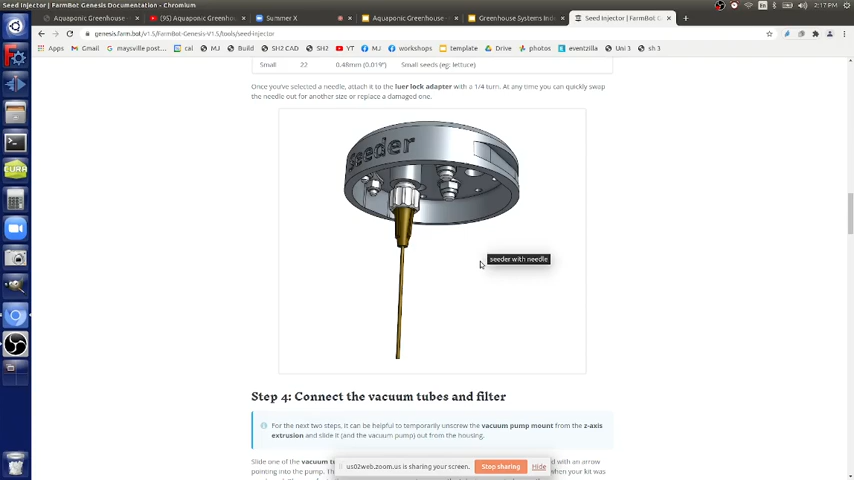 Seed Injector | FarmBot Genesis Documentation - Chromium
En
2:17 PM
Aquaponic Greenhouse
(95) Aquaponic Greenhous
Summer X
Aquaponic Greenhouse
Greenhouse Systems Ind
Seed Injector | FarmBot G
genesis.farm.bot/v1.5/FarmBot-Genesis-V1.5/tools/seed-injector
Apps
Gmail
maysville post...
cal
MJ
Build
SH2 CAD
SH2
YT
MJ
workshops
template
Drive
photos
eventzilla
Uni 3
sh 3
Small 22 0.48mm (0.019") Small seeds (eg: lettuce)
Once you've selected a needle, attach it to the luer lock adapter with a 1/4 turn. At any time you can quickly swap
the needle out for another size or replace a damaged one.
Seeder
seeder with needle
Step 4: Connect the vacuum tubes and filter
For the next two steps, it can be helpful to temporarily unscrew the vacuum pump mount from the z-axis
extrusion and slide it (and the vacuum pump) out from the housing.
Slide one of the vacuum tu
d with an arrow
us02web.zoom.us is sharing your screen.
Stop sharing
Hide
pointing into the pump. Th
when your kit was
CURA